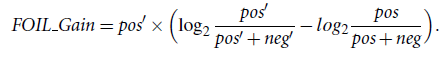 FOIL_Gain = pos′ × (log₂ pos′/(pos′ + neg′) − log₂ pos/(pos + neg)).